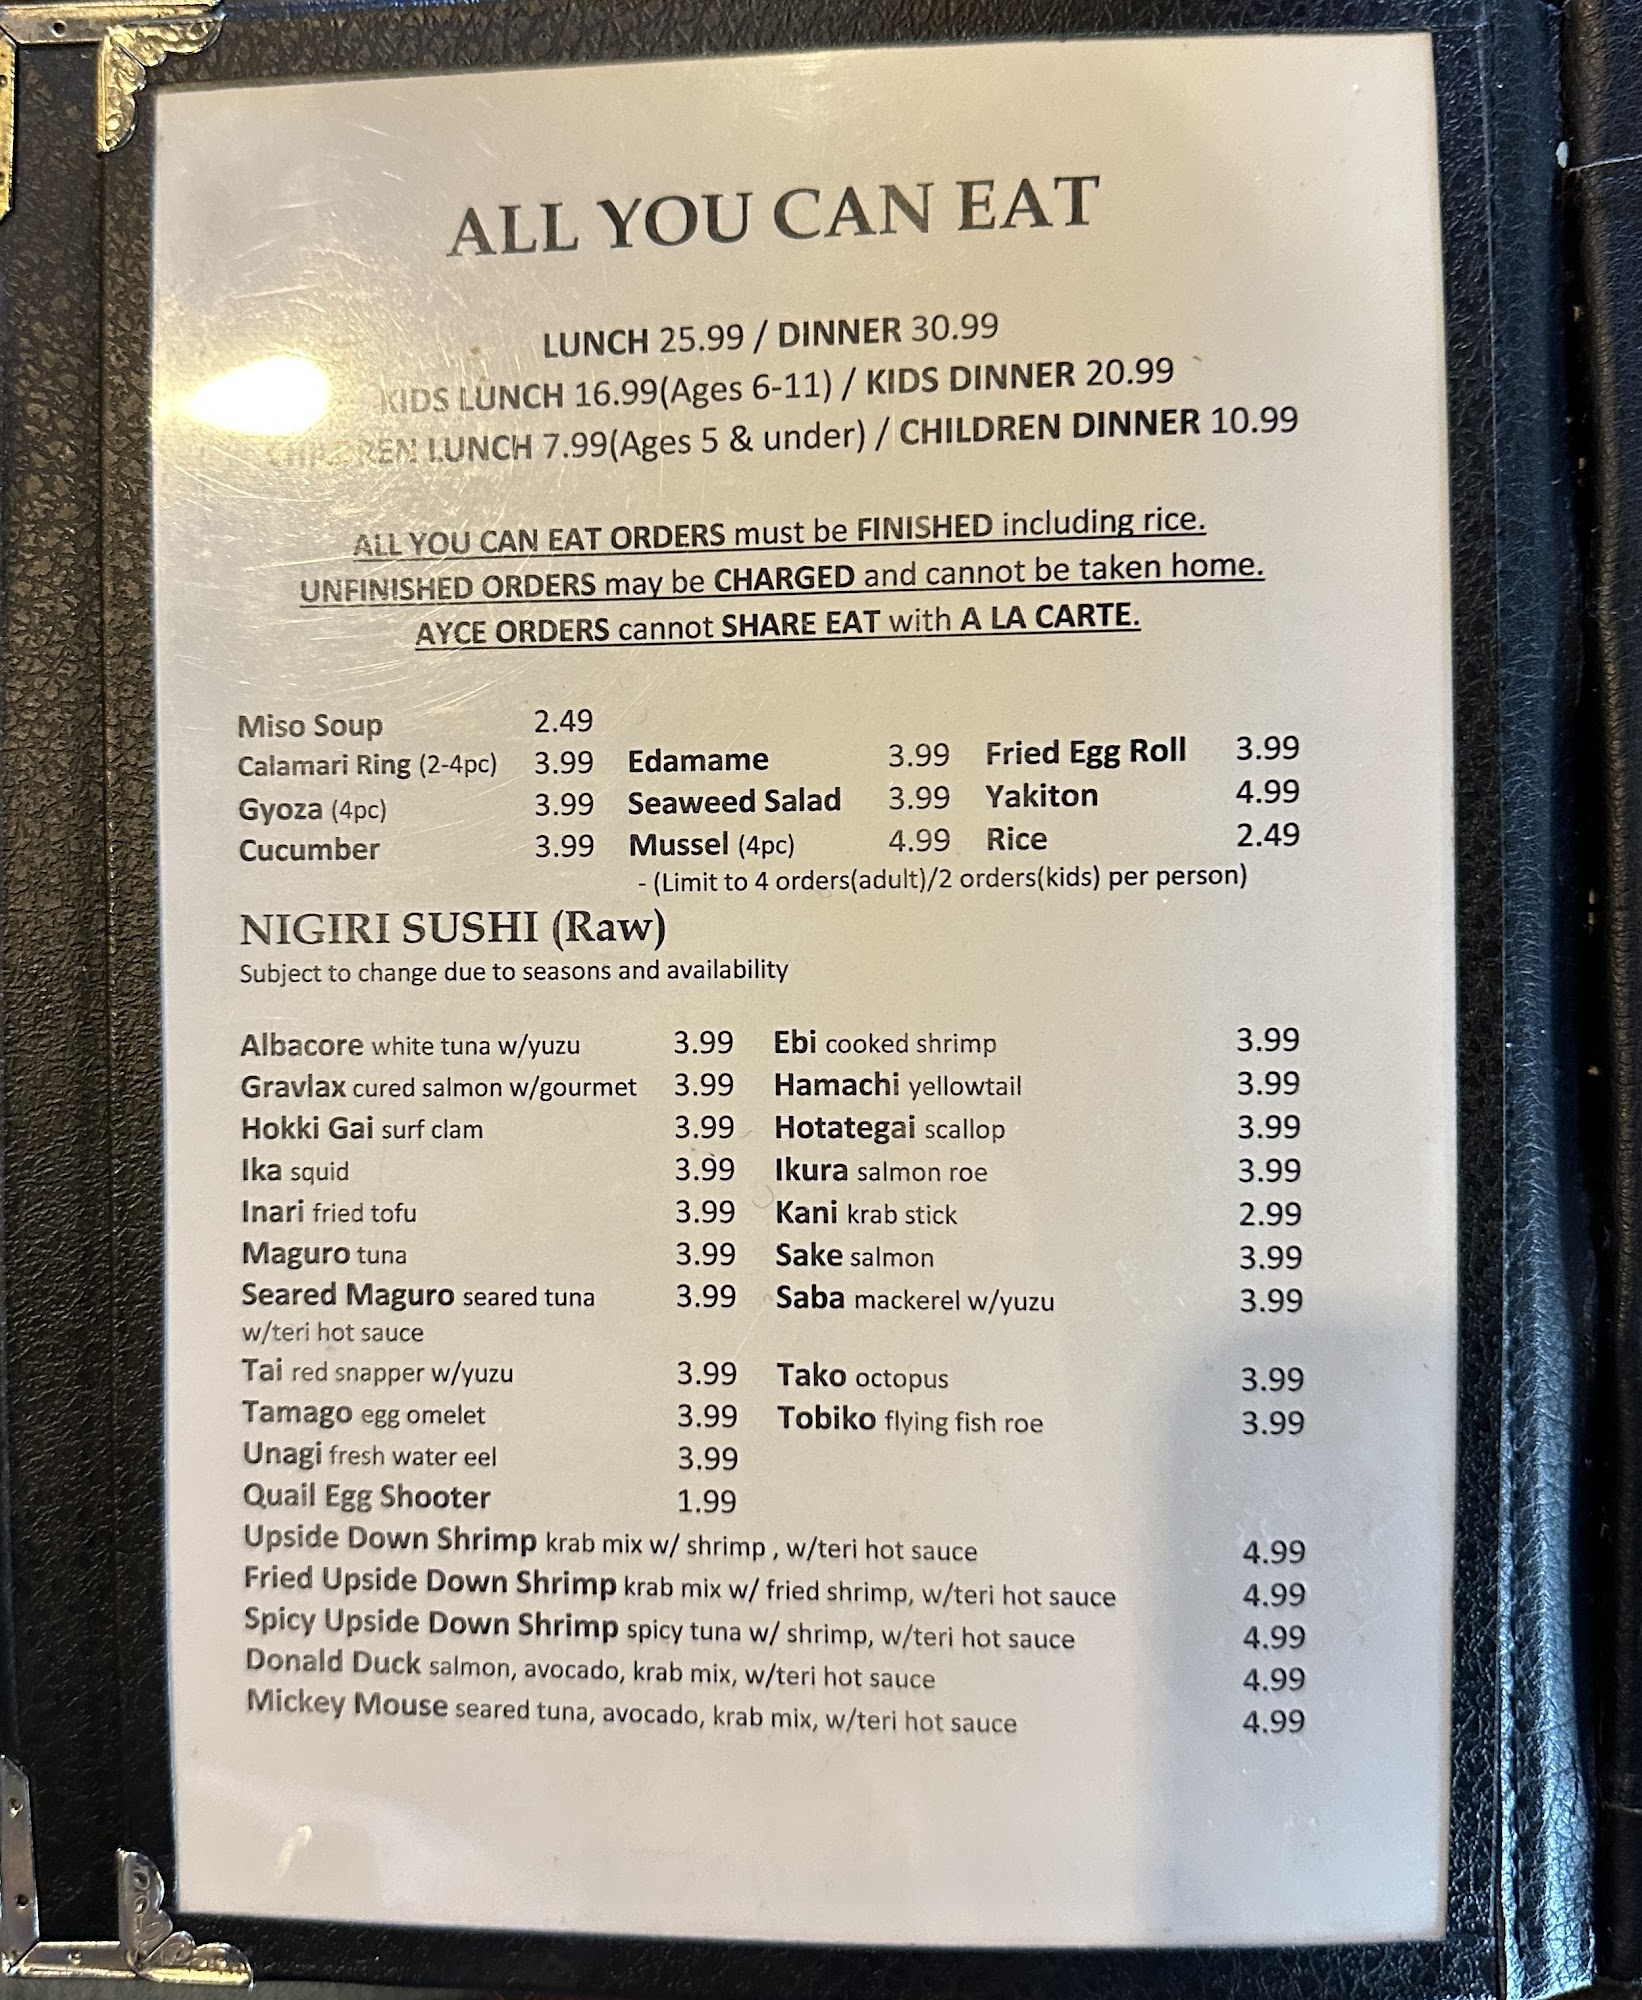 ALL YOU CAN EAT
LUNCH 25.99 / DINNER 30.99
KIDS LUNCH 16.99(Ages 6-11) / KIDS DINNER 20.99
CHILDREN LUNCH 7.99(Ages 5 & under) / CHILDREN DINNER 10.99
ALL YOU CAN EAT ORDERS must be FINISHED including rice.
UNFINISHED ORDERS may be CHARGED and cannot be taken home.
AYCE ORDERS cannot SHARE EAT with A LA CARTE.
Miso Soup 2.49
Calamari Ring (2-4pc) 3.99 Edamame 3.99 Fried Egg Roll 3.99
Gyoza (4pc) 3.99 Seaweed Salad 3.99 Yakiton 4.99
Cucumber 3.99 Mussel (4pc) 4.99 Rice 2.49
- (Limit to 4 orders(adult)/2 orders(kids) per person)
NIGIRI SUSHI (Raw)
Subject to change due to seasons and availability
Albacore white tuna w/yuzu 3.99 Ebi cooked shrimp 3.99
Gravlax cured salmon w/gourmet 3.99 Hamachi yellowtail 3.99
Hokki Gai surf clam 3.99 Hotategai scallop 3.99
Ika squid 3.99 Ikura salmon roe 3.99
Inari fried tofu 3.99 Kani krab stick 2.99
Maguro tuna 3.99 Sake salmon 3.99
Seared Maguro seared tuna 3.99 Saba mackerel w/yuzu 3.99
w/teri hot sauce
Tai red snapper w/yuzu 3.99 Tako octopus 3.99
Tamago egg omelet 3.99 Tobiko flying fish roe 3.99
Unagi fresh water eel 3.99
Quail Egg Shooter 1.99
Upside Down Shrimp krab mix w/ shrimp , w/teri hot sauce 4.99
Fried Upside Down Shrimp krab mix w/ fried shrimp, w/teri hot sauce 4.99
Spicy Upside Down Shrimp spicy tuna w/ shrimp, w/teri hot sauce 4.99
Donald Duck salmon, avocado, krab mix, w/teri hot sauce 4.99
Mickey Mouse seared tuna, avocado, krab mix, w/teri hot sauce 4.99